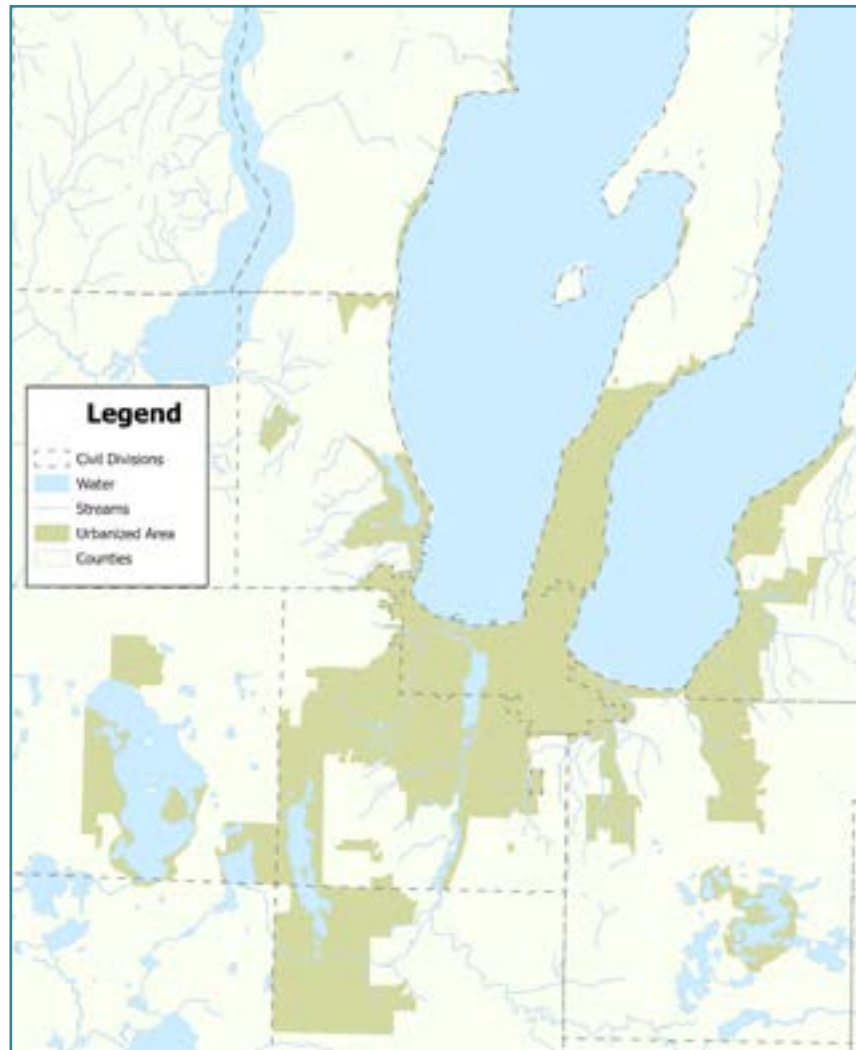 Legend
Civil Divisions
Water
Streams
Urbanized Area
Counties